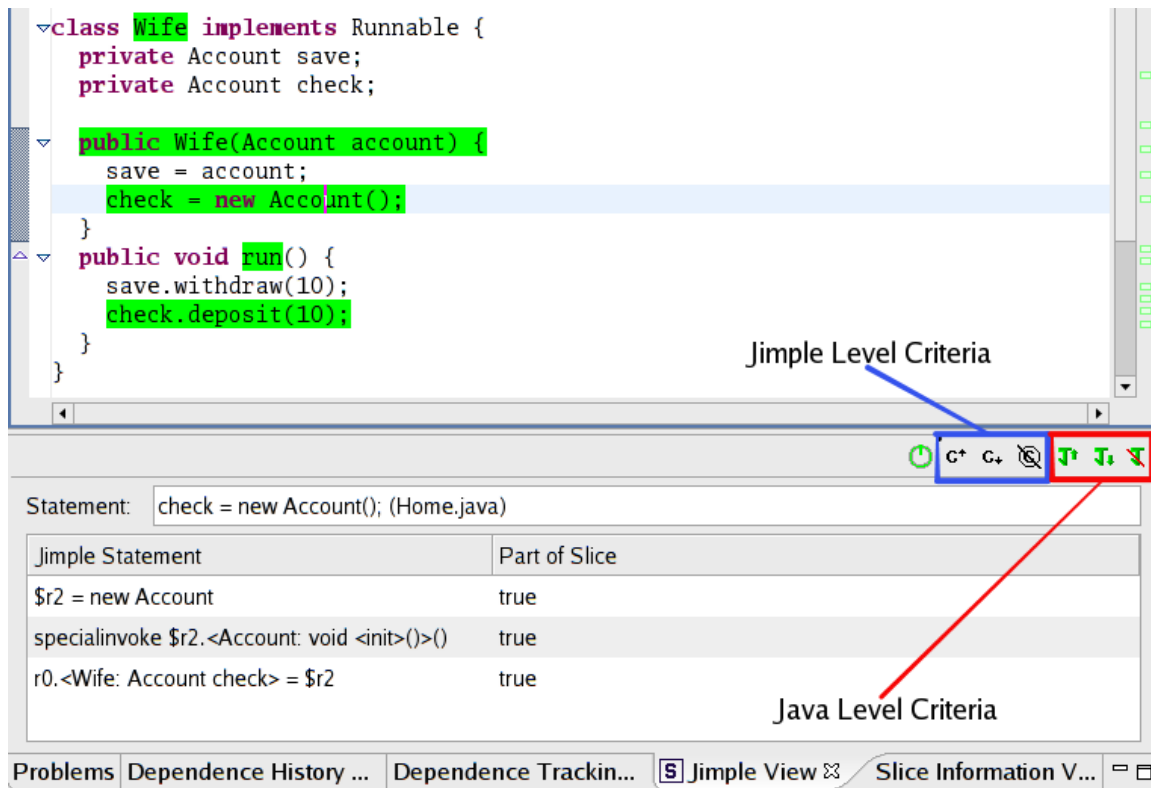 class Wife implements Runnable {
private Account save;
private Account check;
public Wife(Account account) {
save = account;
check = new Account();
}
public void run() {
save.withdraw(10);
check.deposit(10);
}
}
Jimple Level Criteria
Statement: check = new Account(); (Home.java)
Jimple Statement Part of Slice
$r2 = new Account true
specialinvoke $r2.<Account: void <init>()>() true
r0.<Wife: Account check> = $r2 true
Java Level Criteria
Problems Dependence History ... Dependence Trackin... S Jimple View Slice Information V...